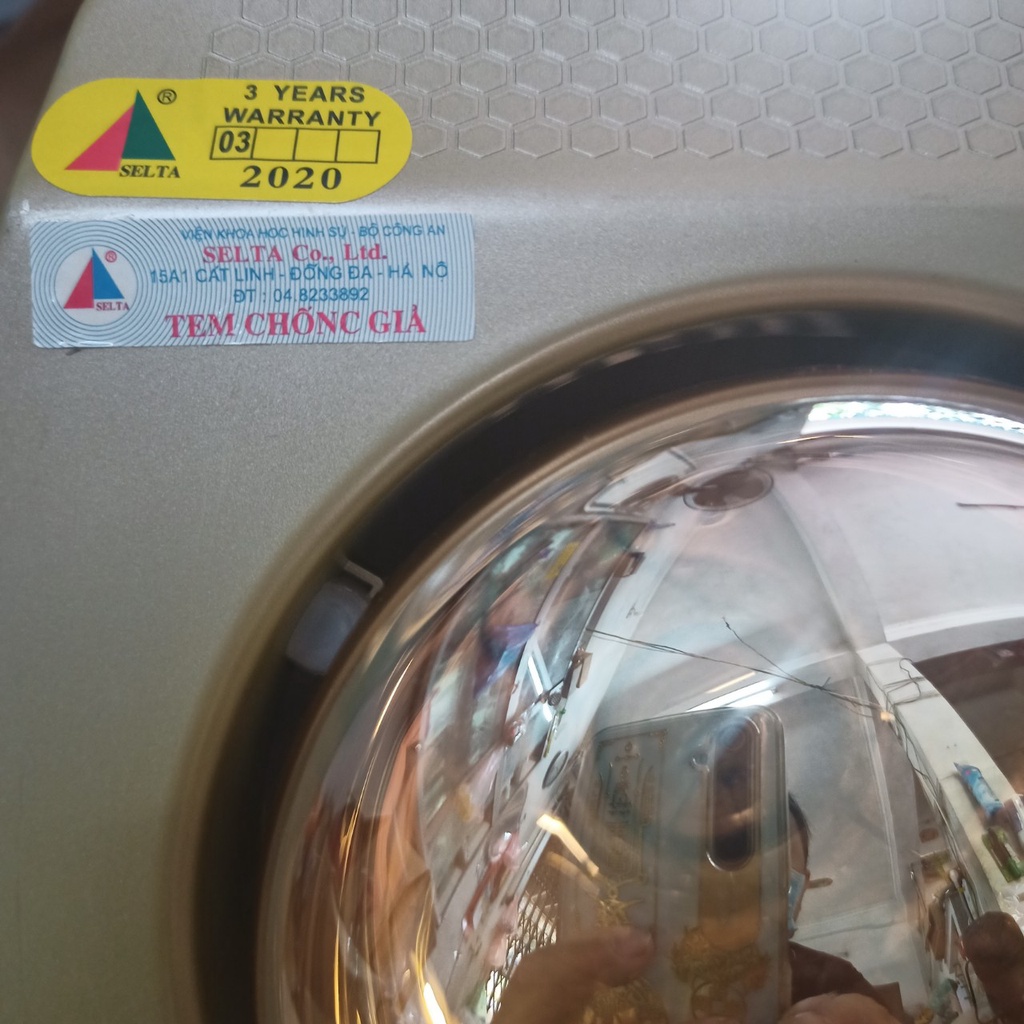 ®
3 YEARS
WARRANTY
03
SELTA
2020
VIỆN KHOA HỌC HÌNH SỰ - BỘ CÔNG AN
® SELTA Co., Ltd.
15A1 CÁT LINH - ĐỐNG ĐA - HÀ NỘ
ĐT : 04.8233892
SELTA
TEM CHỐNG GIẢ